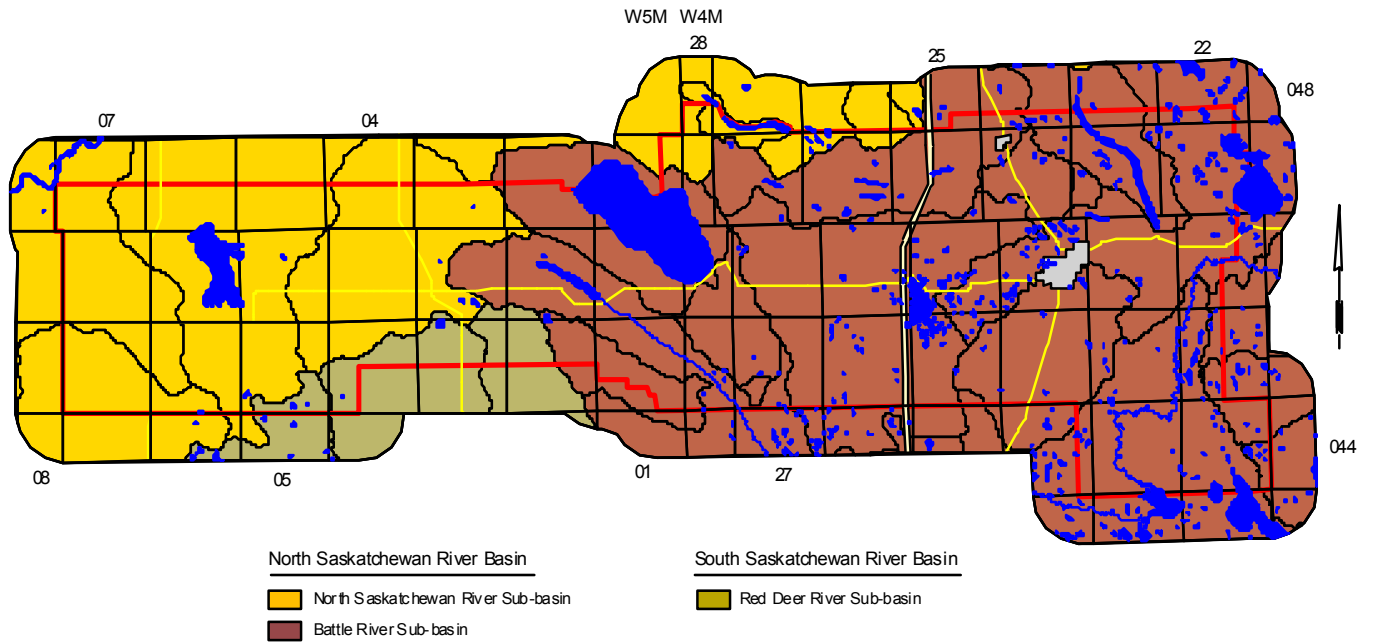 W5M W4M
28
25
22
048
07
04
08
05
01
27
044
North Saskatchewan River Basin
South Saskatchewan River Basin
North Saskatchewan River Sub-basin
Red Deer River Sub-basin
Battle River Sub-basin